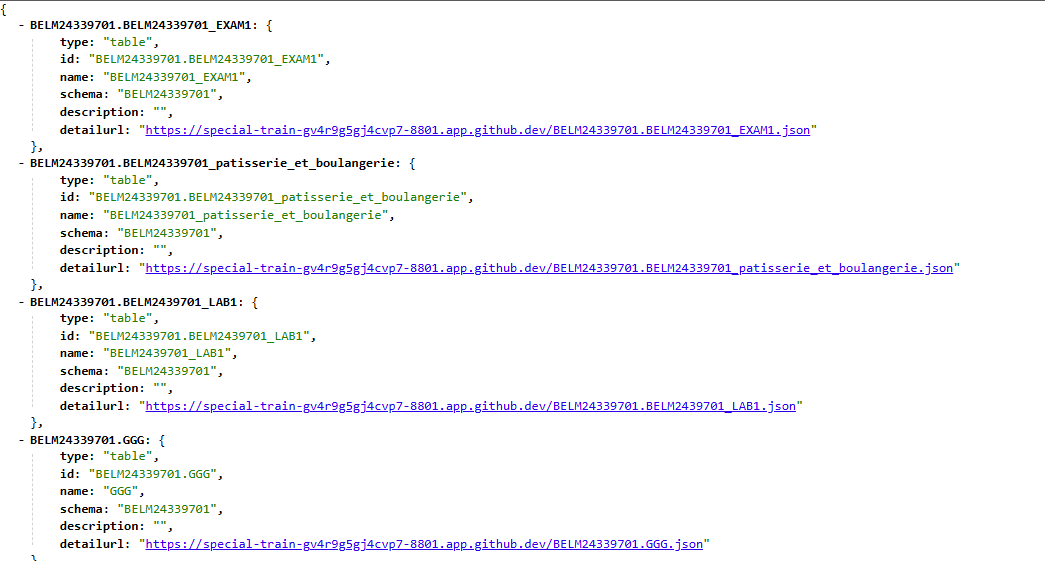 {
- BELM24339701.BELM24339701_EXAM1: {
type: "table",
id: "BELM24339701.BELM24339701_EXAM1",
name: "BELM24339701_EXAM1",
schema: "BELM24339701",
description: "",
detailurl: "https://special-train-gv4r9g5gj4cvp7-8801.app.github.dev/BELM24339701.BELM24339701_EXAM1.json"
},
- BELM24339701.BELM24339701_patisserie_et_boulangerie: {
type: "table",
id: "BELM24339701.BELM24339701_patisserie_et_boulangerie",
name: "BELM24339701_patisserie_et_boulangerie",
schema: "BELM24339701",
description: "",
detailurl: "https://special-train-gv4r9g5gj4cvp7-8801.app.github.dev/BELM24339701.BELM24339701_patisserie_et_boulangerie.json"
},
- BELM24339701.BELM2439701_LAB1: {
type: "table",
id: "BELM24339701.BELM2439701_LAB1",
name: "BELM2439701_LAB1",
schema: "BELM24339701",
description: "",
detailurl: "https://special-train-gv4r9g5gj4cvp7-8801.app.github.dev/BELM24339701.BELM2439701_LAB1.json"
},
- BELM24339701.GGG: {
type: "table",
id: "BELM24339701.GGG",
name: "GGG",
schema: "BELM24339701",
description: "",
detailurl: "https://special-train-gv4r9g5gj4cvp7-8801.app.github.dev/BELM24339701.GGG.json"
}